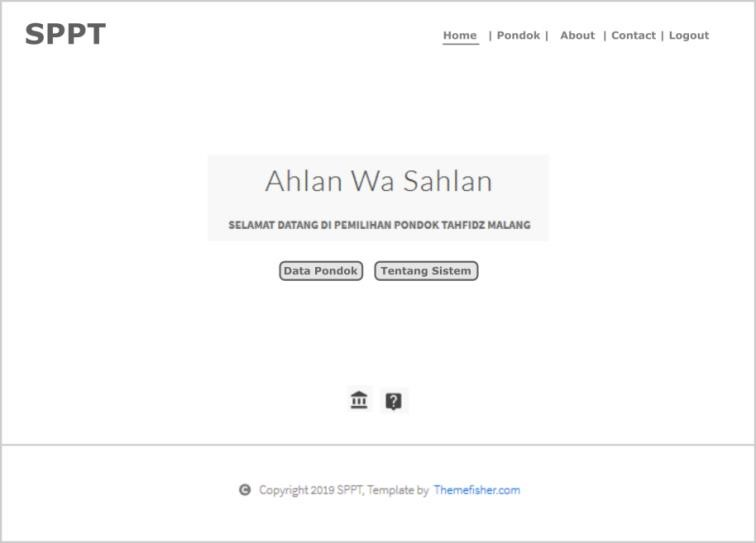 SPPT
Home | Pondok | About | Contact | Logout
Ahlan Wa Sahlan
SELAMAT DATANG DI PEMILIHAN PONDOK TAHFIDZ MALANG
Data Pondok Tentang Sistem
Copyright 2019 SPPT, Template by Themefisher.com